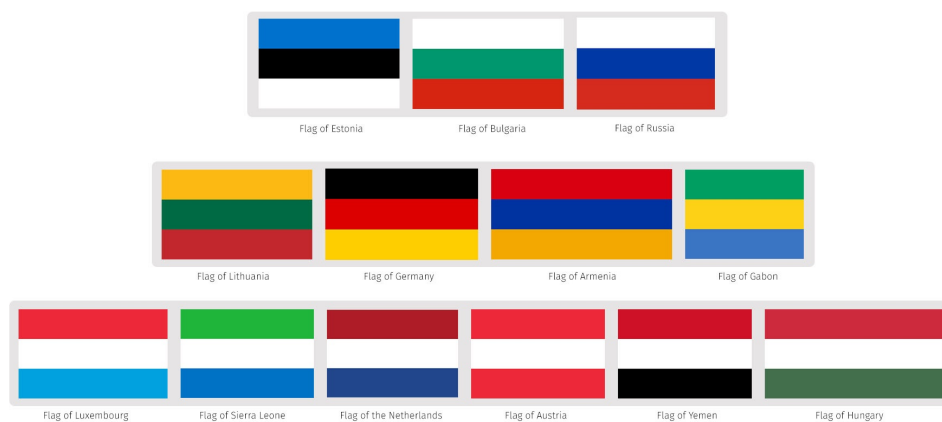 Flag of Estonia
Flag of Bulgaria
Flag of Russia
Flag of Lithuania
Flag of Germany
Flag of Armenia
Flag of Gabon
Flag of Luxembourg
Flag of Sierra Leone
Flag of the Netherlands
Flag of Austria
Flag of Yemen
Flag of Hungary